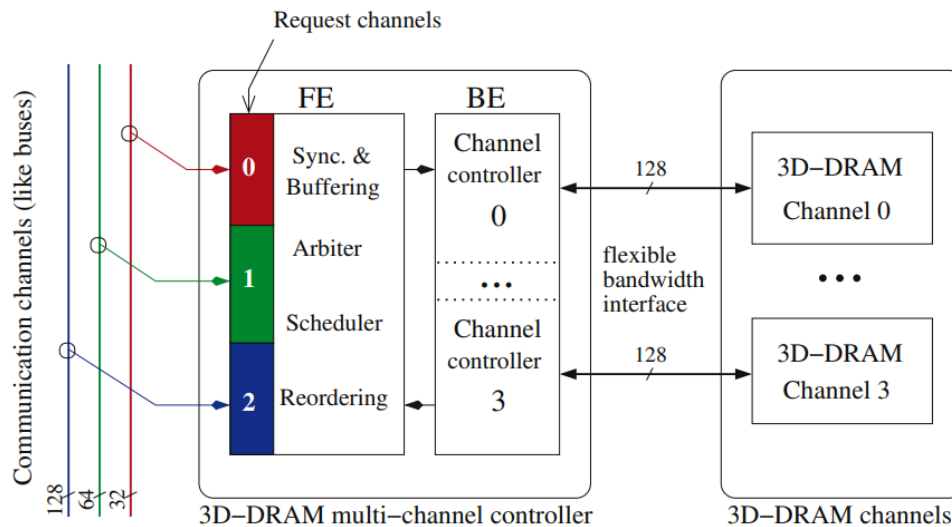 Request channels
Communication channels (like buses)
128
64
32
FE
BE
0
1
2
Sync. &
Buffering
Arbiter
Scheduler
Reordering
Channel
controller
0
...
Channel
controller
3
128
flexible
bandwidth
interface
128
3D-DRAM
Channel 0
...
3D-DRAM
Channel 3
3D-DRAM multi-channel controller
3D-DRAM channels